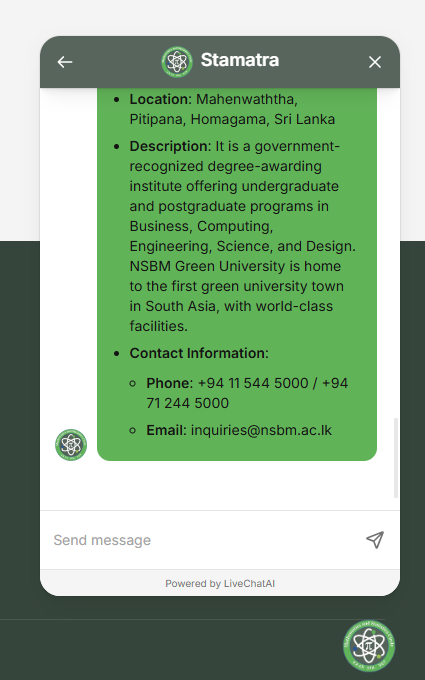 Stamatra
Location: Mahenwaththa,
Pitipana, Homagama, Sri Lanka
Description: It is a government-
recognized degree-awarding
institute offering undergraduate
and postgraduate programs in
Business, Computing,
Engineering, Science, and Design.
NSBM Green University is home
to the first green university town
in South Asia, with world-class
facilities.
Contact Information:
Phone: +94 11 544 5000 / +94
71 244 5000
Email: inquiries@nsbm.ac.lk
Send message
Powered by LiveChatAI